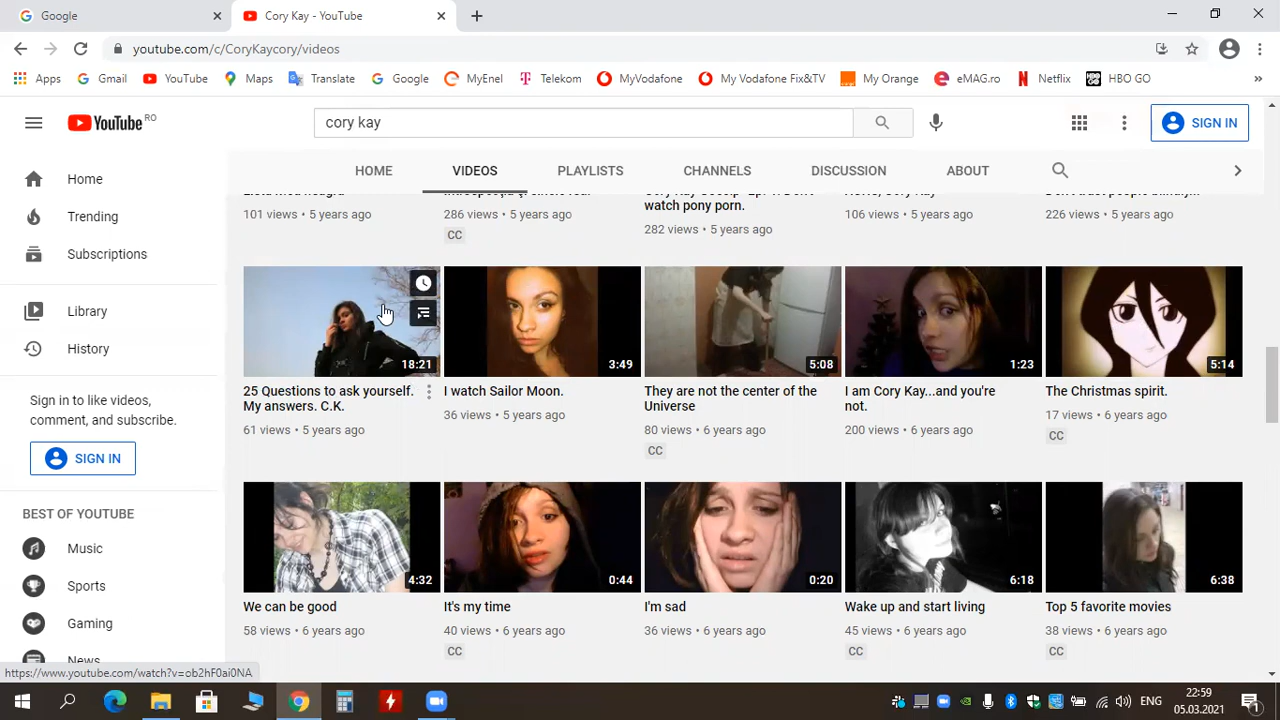 Google
Cory Kay - YouTube
youtube.com/c/CoryKaycory/videos
Apps
Gmail
YouTube
Maps
Translate
Google
MyEnel
Telekom
MyVodafone
My Vodafone Fix&TV
My Orange
eMAG.ro
Netflix
HBO GO
YouTube RO
cory kay
SIGN IN
HOME
VIDEOS
PLAYLISTS
CHANNELS
DISCUSSION
ABOUT
Home
Trending
Subscriptions
Library
History
Sign in to like videos,
comment, and subscribe.
SIGN IN
BEST OF YOUTUBE
Music
Sports
Gaming
News
watch pony porn.
101 views • 5 years ago
286 views • 5 years ago
CC
282 views • 5 years ago
106 views • 5 years ago
226 views • 5 years ago
18:21
25 Questions to ask yourself.
My answers. C.K.
61 views • 5 years ago
3:49
I watch Sailor Moon.
36 views • 5 years ago
5:08
They are not the center of the
Universe
80 views • 6 years ago
CC
1:23
I am Cory Kay...and you're
not.
200 views • 6 years ago
5:14
The Christmas spirit.
17 views • 6 years ago
CC
4:32
We can be good
58 views • 6 years ago
0:44
It's my time
40 views • 6 years ago
CC
0:20
I'm sad
36 views • 6 years ago
6:18
Wake up and start living
45 views • 6 years ago
CC
6:38
Top 5 favorite movies
38 views • 6 years ago
CC
https://www.youtube.com/watch?v=ob2hF0ai0NA
ENG
22:59
05.03.2021
1